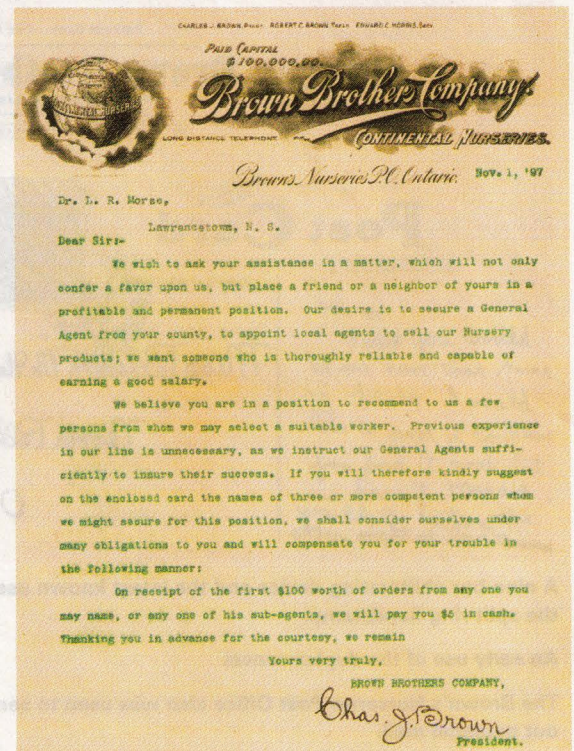 CHARLES J. BROWN PREST. ROBERT C. BROWN TREAS. EDWARD C. MORRIS, SECY.
PAID CAPITAL
$100,000.00.
Brown Brothers Company.
CONTINENTAL NURSERIES
CONTINENTAL NURSERIES.
LONG DISTANCE TELEPHONE
Brown's Nurseries P.O. Ontario. Nov. 1, '97
Dr. L. R. Morse,
Lawrencetown, N. S.
Dear Sir:-
We wish to ask your assistance in a matter, which will not only
confer a favor upon us, but place a friend or a neighbor of yours in a
profitable and permanent position. Our desire is to secure a General
Agent from your county, to appoint local agents to sell our Nursery
products; we want someone who is thoroughly reliable and capable of
earning a good salary.
We believe you are in a position to recommend to us a few
persons from whom we may select a suitable worker. Previous experience
in our line is unnecessary, as we instruct our General Agents suffi-
ciently to insure their success. If you will therefore kindly suggest
on the enclosed card the names of three or more competent persons whom
we might secure for this position, we shall consider ourselves under
many obligations to you and will compensate you for your trouble in
the following manner:
On receipt of the first $100 worth of orders from any one you
may name, or any one of his sub-agents, we will pay you $5 in cash.
Thanking you in advance for the courtesy, we remain
Yours very truly,
BROWN BROTHERS COMPANY,
Chas. J. Brown
President.